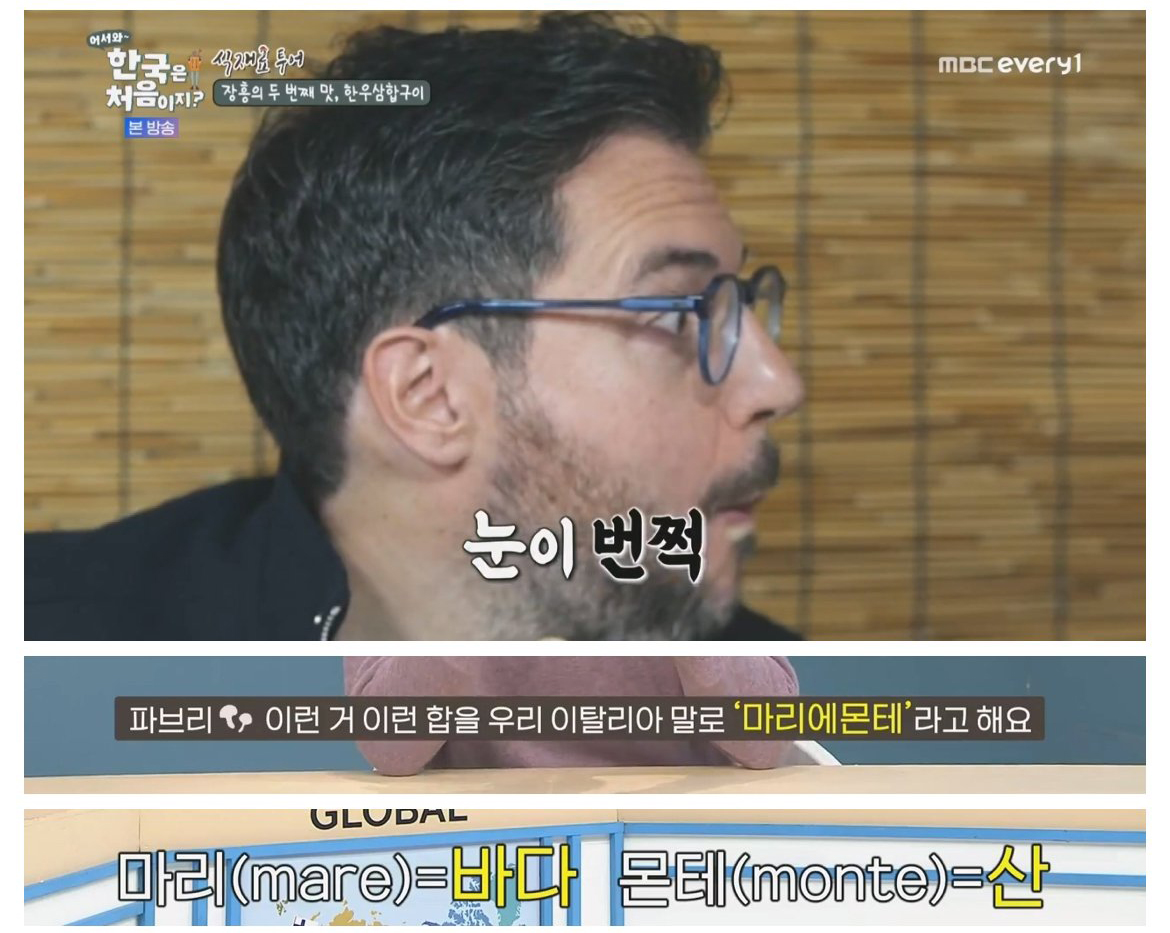 어서와~
한국은
처음이지?
식재료 투어
장흥의 두 번째 맛, 한우삼합구이
본 방송
MBC every1
눈이 번쩍
파브리 이런 거 이런 합을 우리 이탈리아 말로 ‘마리에몬테’라고 해요
GLOBAL
마리(mare)=바다 몬테(monte)=산